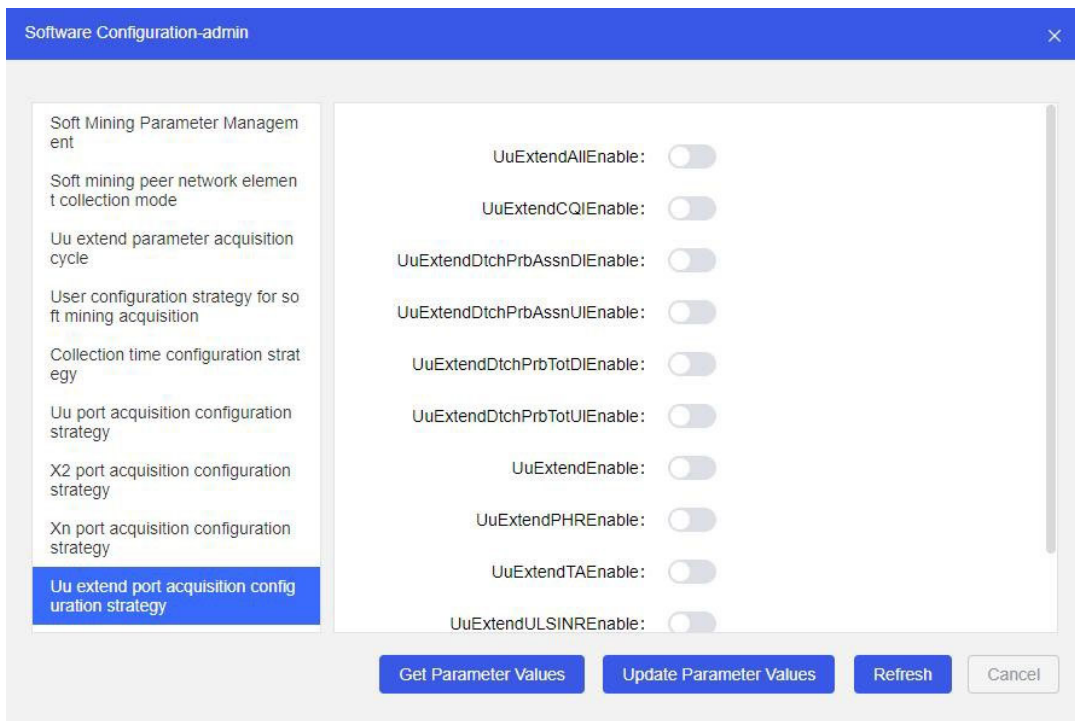 Software Configuration-admin
Soft Mining Parameter Managem
ent
Soft mining peer network elemen
t collection mode
Uu extend parameter acquisition
cycle
User configuration strategy for so
ft mining acquisition
Collection time configuration strat
egy
Uu port acquisition configuration
strategy
X2 port acquisition configuration
strategy
Xn port acquisition configuration
strategy
Uu extend port acquisition config
uration strategy
UuExtendAllEnable:
UuExtendCQIEnable:
UuExtendDtchPrbAssnDlEnable:
UuExtendDtchPrbAssnUlEnable:
UuExtendDtchPrbTotDlEnable:
UuExtendDtchPrbTotUlEnable:
UuExtendEnable:
UuExtendPHREnable:
UuExtendTAEnable:
UuExtendULSINREnable:
Get Parameter Values
Update Parameter Values
Refresh
Cancel